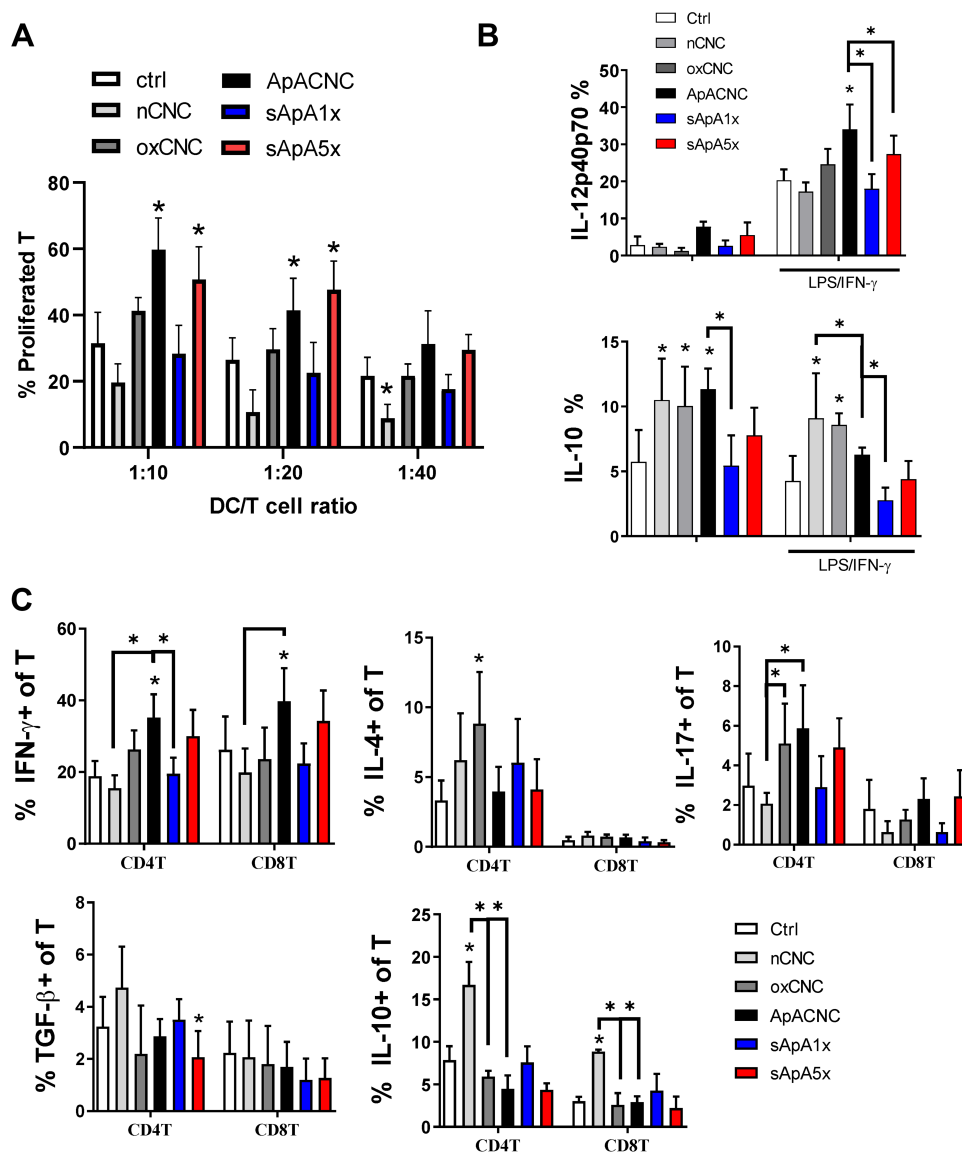 A
ctrl
nCNC
oxCNC
ApACNC
sApA1x
sApA5x
% Proliferated T
80
60
40
20
0
*
*
*
*
*
1:10
1:20
1:40
DC/T cell ratio
B
Ctrl
nCNC
oxCNC
ApACNC
sApA1x
sApA5x
IL-12p40p70 %
50
40
30
20
10
0
*
*
*
LPS/IFN-γ
IL-10 %
15
10
5
0
*
*
*
*
*
*
*
*
LPS/IFN-γ
C
% IFN-γ+ of T
60
40
20
0
*
*
*
*
CD4T
CD8T
% IL-4+ of T
15
10
5
0
*
CD4T
CD8T
% IL-17+ of T
10
8
6
4
2
0
*
*
CD4T
CD8T
% TGF-β+ of T
8
6
4
2
0
*
CD4T
CD8T
% IL-10+ of T
25
20
15
10
5
0
* *
*
* *
*
CD4T
CD8T
Ctrl
nCNC
oxCNC
ApACNC
sApA1x
sApA5x